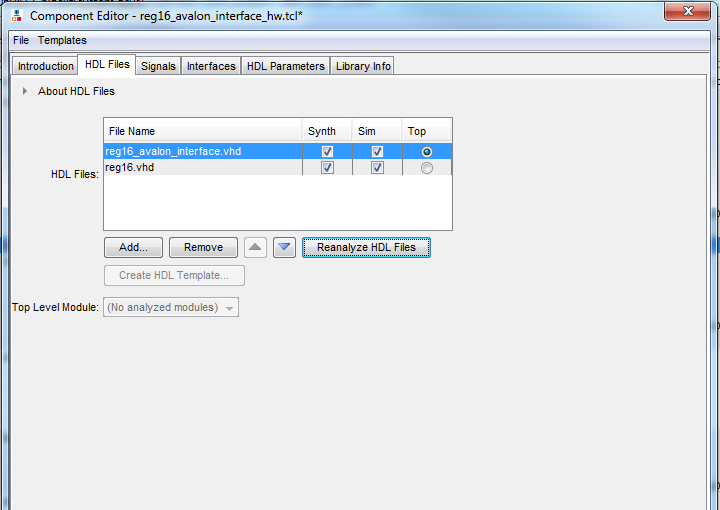 Component Editor - reg16_avalon_interface_hw.tcl*
File Templates
Introduction HDL Files Signals Interfaces HDL Parameters Library Info
About HDL Files
File Name Synth Sim Top
reg16_avalon_interface.vhd
reg16.vhd
HDL Files:
Add... Remove Reanalyze HDL Files
Create HDL Template...
Top Level Module: (No analyzed modules)